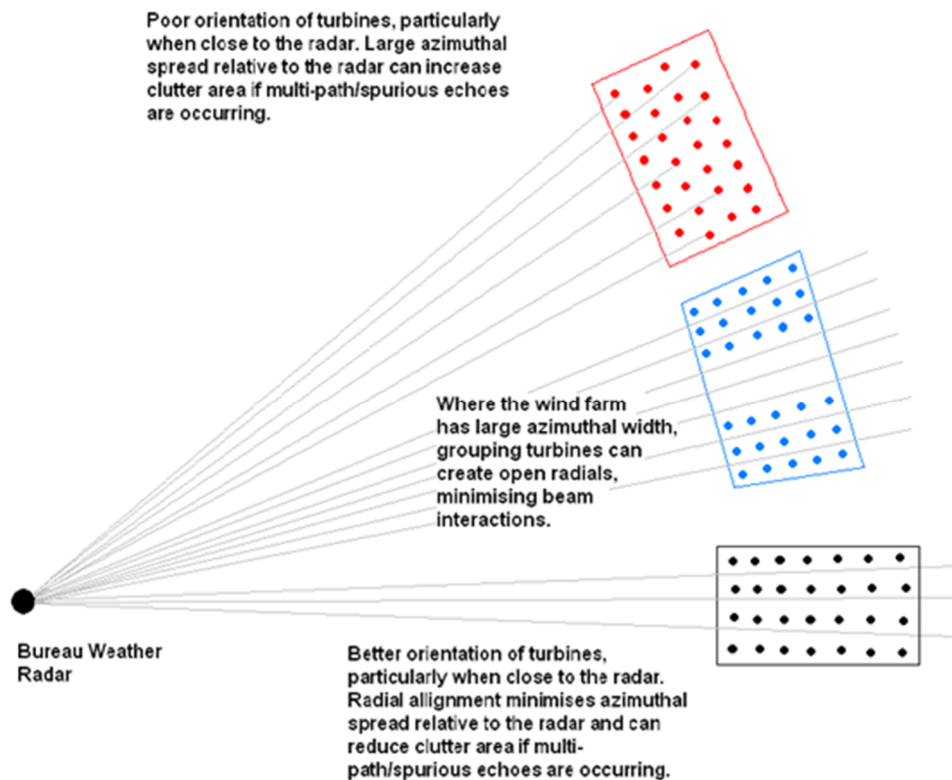 Poor orientation of turbines, particularly
when close to the radar. Large azimuthal
spread relative to the radar can increase
clutter area if multi-path/spurious echoes
are occurring.
Where the wind farm
has large azimuthal width,
grouping turbines can
create open radials,
minimising beam
interactions.
Bureau Weather
Radar
Better orientation of turbines,
particularly when close to the radar.
Radial allignment minimises azimuthal
spread relative to the radar and can
reduce clutter area if multi-
path/spurious echoes are occurring.